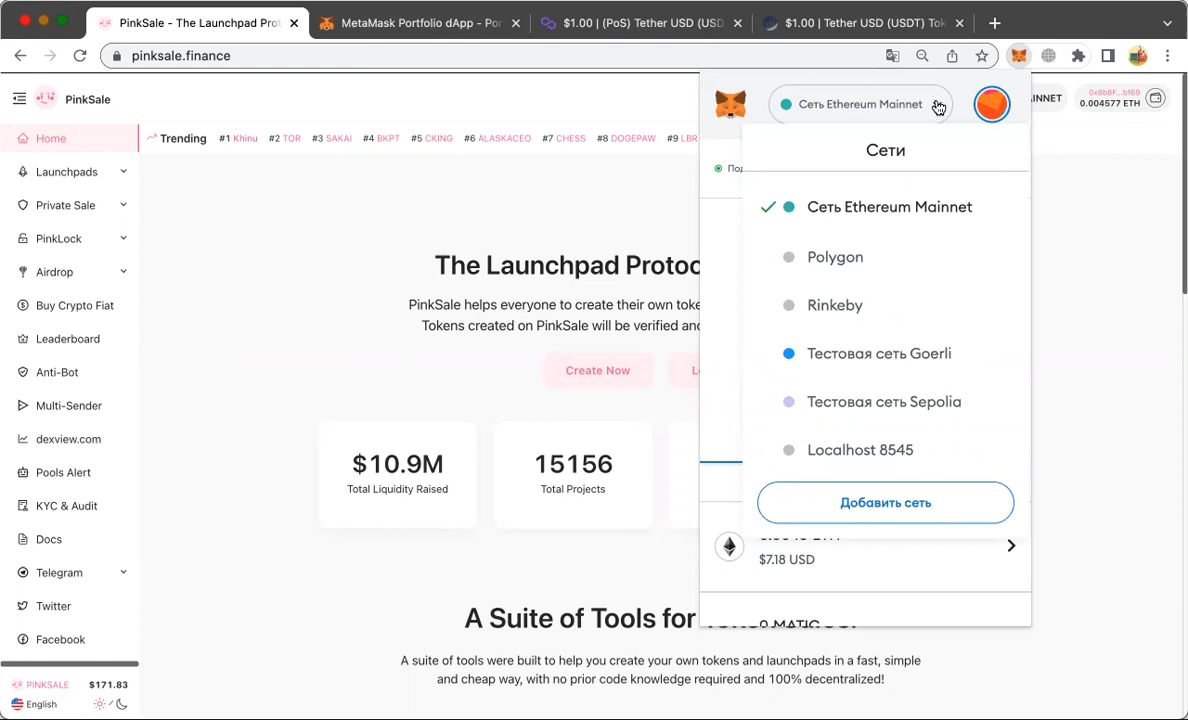 PinkSale - The Launchpad Prot
MetaMask Portfolio dApp - Por
$1.00 | (PoS) Tether USD (USD
$1.00 | Tether USD (USDT) Tok
pinksale.finance
PinkSale
Сеть Ethereum Mainnet
AINNET
0x8b8F...bf69
0.004577 ETH
Home
Trending
#1 Khinu
#2 TOR
#3 SAKAI
#4 BKPT
#5 CKING
#6 ALASKACEO
#7 CHESS
#8 DOGEPAW
#9 LBR
Launchpads
Private Sale
PinkLock
Airdrop
Buy Crypto Fiat
Leaderboard
Anti-Bot
Multi-Sender
dexview.com
Pools Alert
KYC & Audit
Docs
Telegram
Twitter
Facebook
PINKSALE
$171.83
English
The Launchpad Protoc
PinkSale helps everyone to create their own toke
Tokens created on PinkSale will be verified and
Create Now
$10.9M
Total Liquidity Raised
15156
Total Projects
A Suite of Tools for
A suite of tools were built to help you create your own tokens and launchpads in a fast, simple
and cheap way, with no prior code knowledge required and 100% decentralized!
Под
Сети
Сеть Ethereum Mainnet
Polygon
Rinkeby
Тестовая сеть Goerli
Тестовая сеть Sepolia
Localhost 8545
Добавить сеть
$7.18 USD
0 MATIC